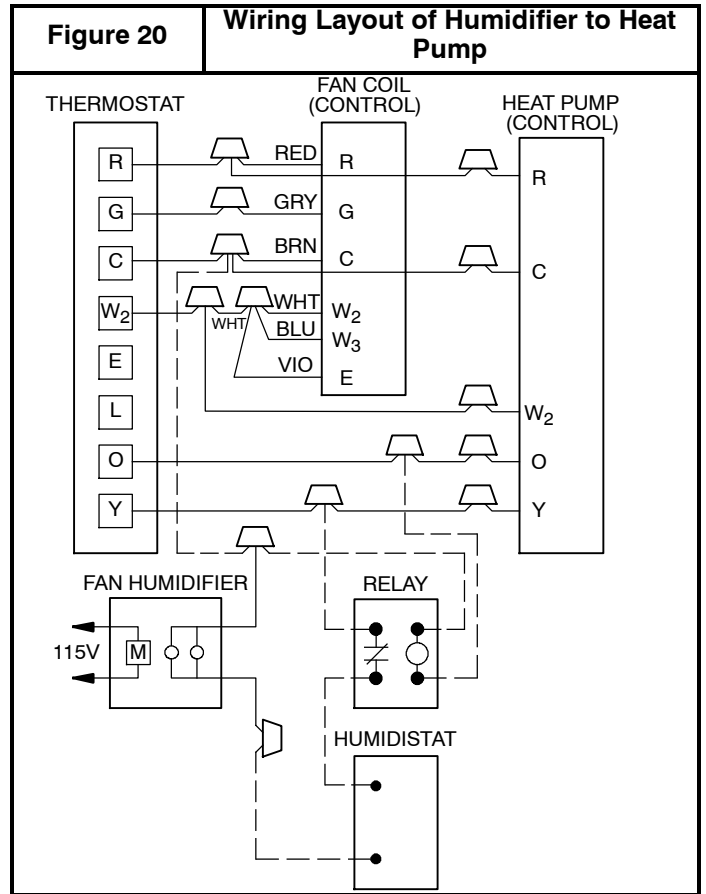 Figure 20
Wiring Layout of Humidifier to Heat
Pump
THERMOSTAT
FAN COIL
(CONTROL)
HEAT PUMP
(CONTROL)
R
RED
R
R
G
GRY
G
C
BRN
C
C
W2
WHT
WHT
W2
BLU
W3
E
VIO
E
L
W2
O
O
Y
Y
FAN HUMIDIFIER
RELAY
115V
M
HUMIDISTAT